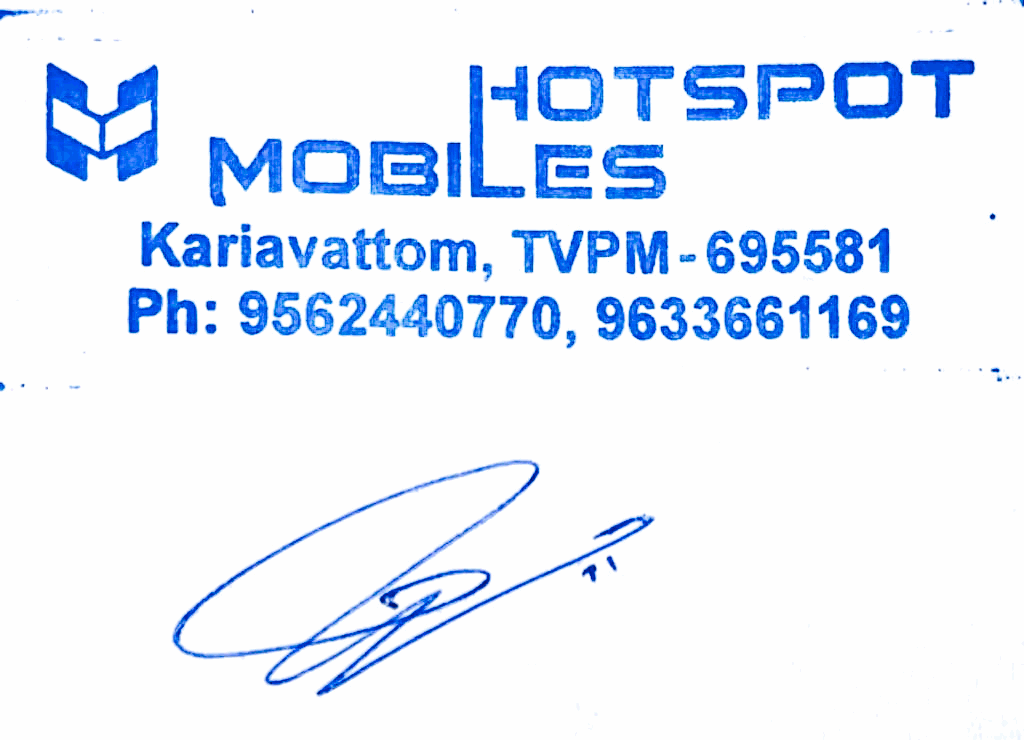 HOTSPOT
MOBILES
Kariavattom, TVPM-695581
Ph: 9562440770, 9633661169